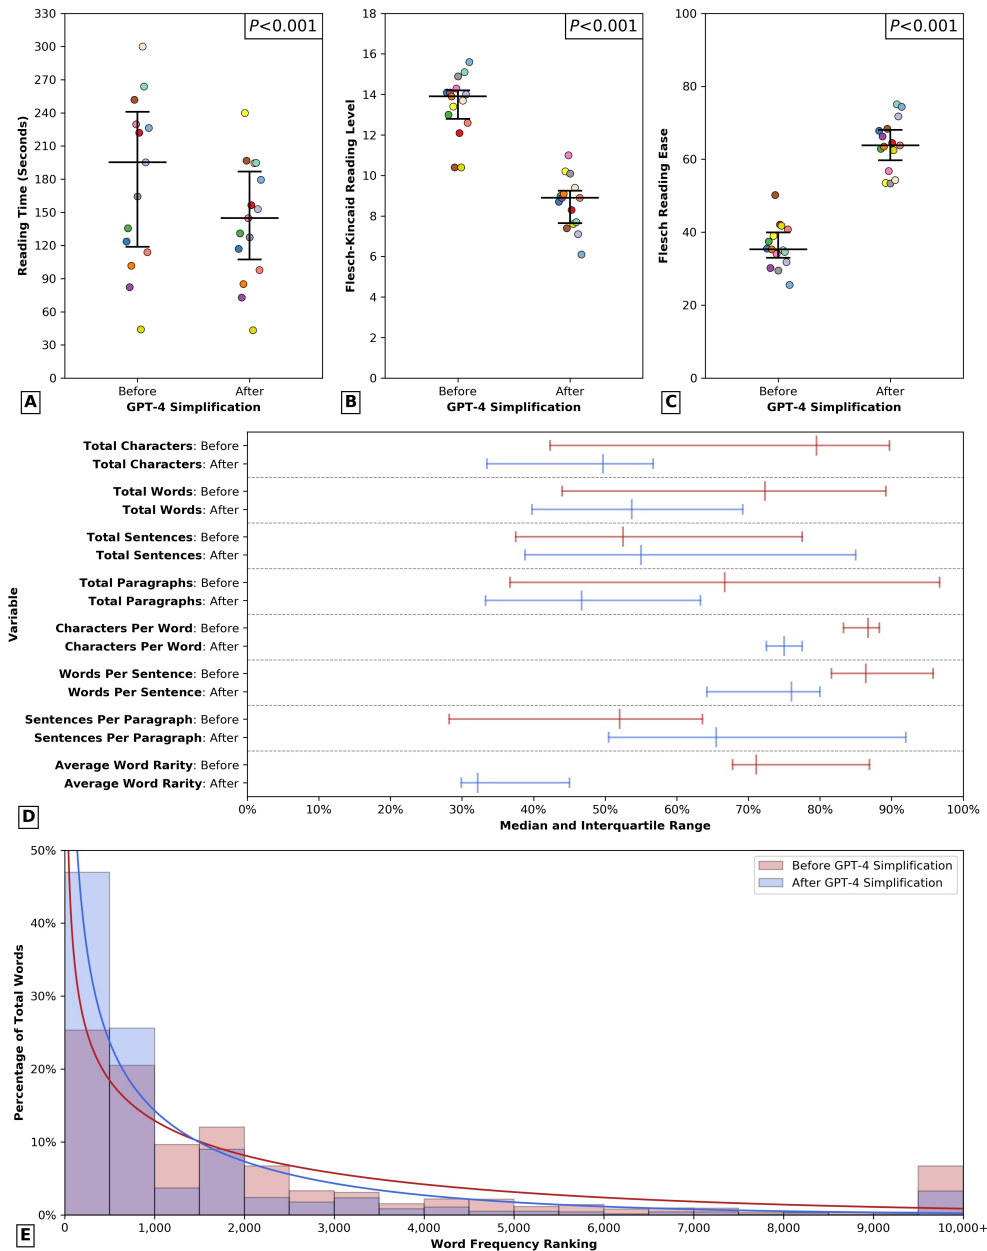 P<0.001
Reading Time (Seconds)
330
300
270
240
210
180
150
120
90
60
30
0
Before After
GPT-4 Simplification
A
P<0.001
Flesch-Kincaid Reading Level
18
16
14
12
10
8
6
4
2
0
Before After
GPT-4 Simplification
B
P<0.001
Flesch Reading Ease
100
80
60
40
20
0
Before After
GPT-4 Simplification
C
Variable
Total Characters: Before
Total Characters: After
Total Words: Before
Total Words: After
Total Sentences: Before
Total Sentences: After
Total Paragraphs: Before
Total Paragraphs: After
Characters Per Word: Before
Characters Per Word: After
Words Per Sentence: Before
Words Per Sentence: After
Sentences Per Paragraph: Before
Sentences Per Paragraph: After
Average Word Rarity: Before
Average Word Rarity: After
0% 10% 20% 30% 40% 50% 60% 70% 80% 90% 100%
Median and Interquartile Range
D
Percentage of Total Words
50%
40%
30%
20%
10%
0%
Before GPT-4 Simplification
After GPT-4 Simplification
0 1,000 2,000 3,000 4,000 5,000 6,000 7,000 8,000 9,000 10,000+
Word Frequency Ranking
E